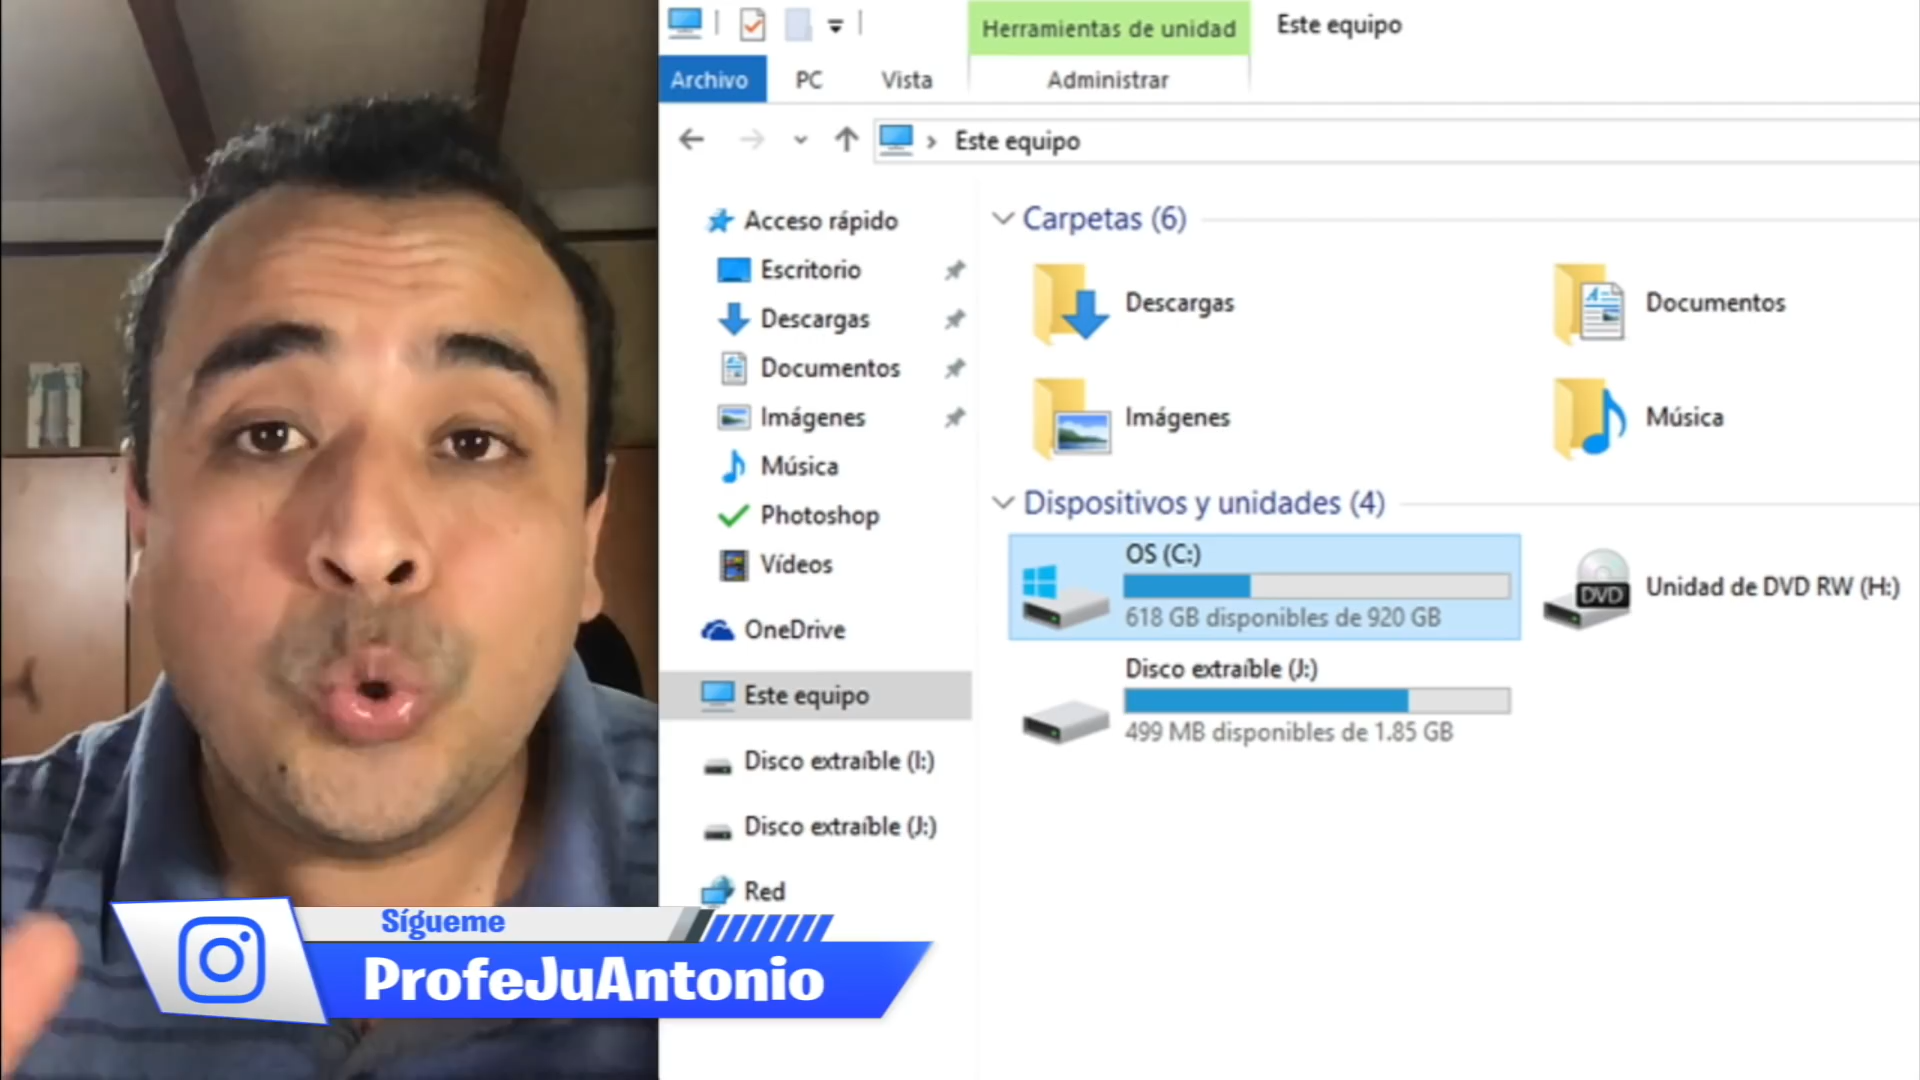 Herramientas de unidad
Este equipo
Archivo
PC
Vista
Administrar
Este equipo
Acceso rápido
Escritorio
Descargas
Documentos
Imágenes
Música
Photoshop
Vídeos
OneDrive
Este equipo
Disco extraíble (I:)
Disco extraíble (J:)
Red
Carpetas (6)
Descargas
Documentos
Imágenes
Música
Dispositivos y unidades (4)
OS (C:)
618 GB disponibles de 920 GB
DVD
Unidad de DVD RW (H:)
Disco extraíble (J:)
499 MB disponibles de 1.85 GB
Sígueme
ProfeJuAntonio